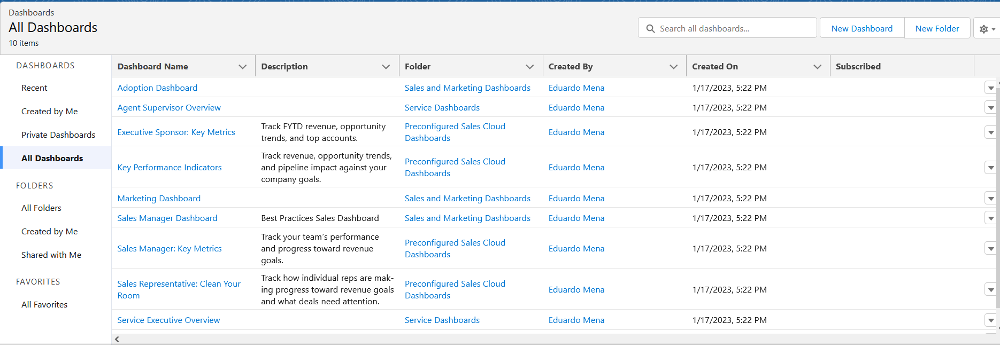 Dashboards
All Dashboards
10 items
Search all dashboards...
New Dashboard
New Folder
DASHBOARDS
Recent
Created by Me
Private Dashboards
All Dashboards
FOLDERS
All Folders
Created by Me
Shared with Me
FAVORITES
All Favorites
Dashboard Name Description Folder Created By Created On Subscribed
Adoption Dashboard Sales and Marketing Dashboards Eduardo Mena 1/17/2023, 5:22 PM
Agent Supervisor Overview Service Dashboards Eduardo Mena 1/17/2023, 5:22 PM
Executive Sponsor: Key Metrics
Track FYTD revenue, opportunity
trends, and top accounts.
Preconfigured Sales Cloud
Dashboards
Eduardo Mena
1/17/2023, 5:22 PM
Key Performance Indicators
Track revenue, opportunity trends,
and pipeline impact against your
company goals.
Preconfigured Sales Cloud
Dashboards
Eduardo Mena
1/17/2023, 5:22 PM
Marketing Dashboard Sales and Marketing Dashboards Eduardo Mena 1/17/2023, 5:22 PM
Sales Manager Dashboard Best Practices Sales Dashboard Sales and Marketing Dashboards Eduardo Mena 1/17/2023, 5:22 PM
Sales Manager: Key Metrics
Track your team's performance
and progress toward revenue
goals.
Preconfigured Sales Cloud
Dashboards
Eduardo Mena
1/17/2023, 5:22 PM
Sales Representative: Clean Your
Room
Track how individual reps are mak-
ing progress toward revenue goals
and what deals need attention.
Preconfigured Sales Cloud
Dashboards
Eduardo Mena
1/17/2023, 5:22 PM
Service Executive Overview Service Dashboards Eduardo Mena 1/17/2023, 5:22 PM